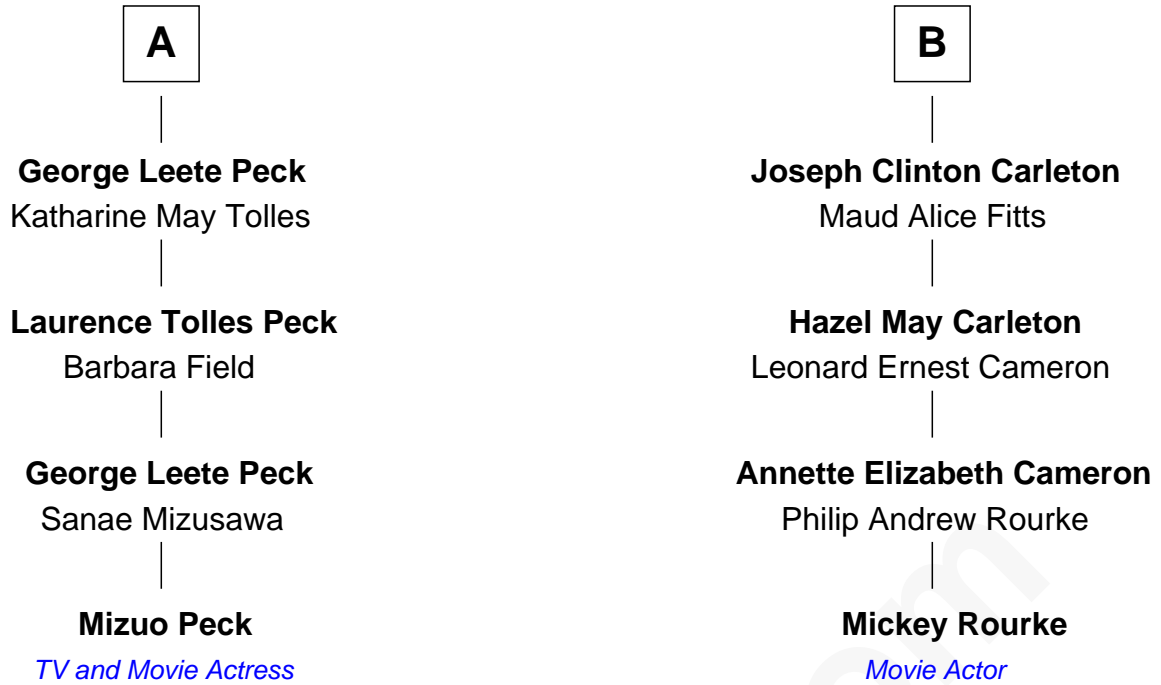 A
George Leete Peck
Katharine May Tolles
Laurence Tolles Peck
Barbara Field
George Leete Peck
Sanae Mizusawa
Mizuo Peck
TV and Movie Actress
B
Joseph Clinton Carleton
Maud Alice Fitts
Hazel May Carleton
Leonard Ernest Cameron
Annette Elizabeth Cameron
Philip Andrew Rourke
Mickey Rourke
Movie Actor
om